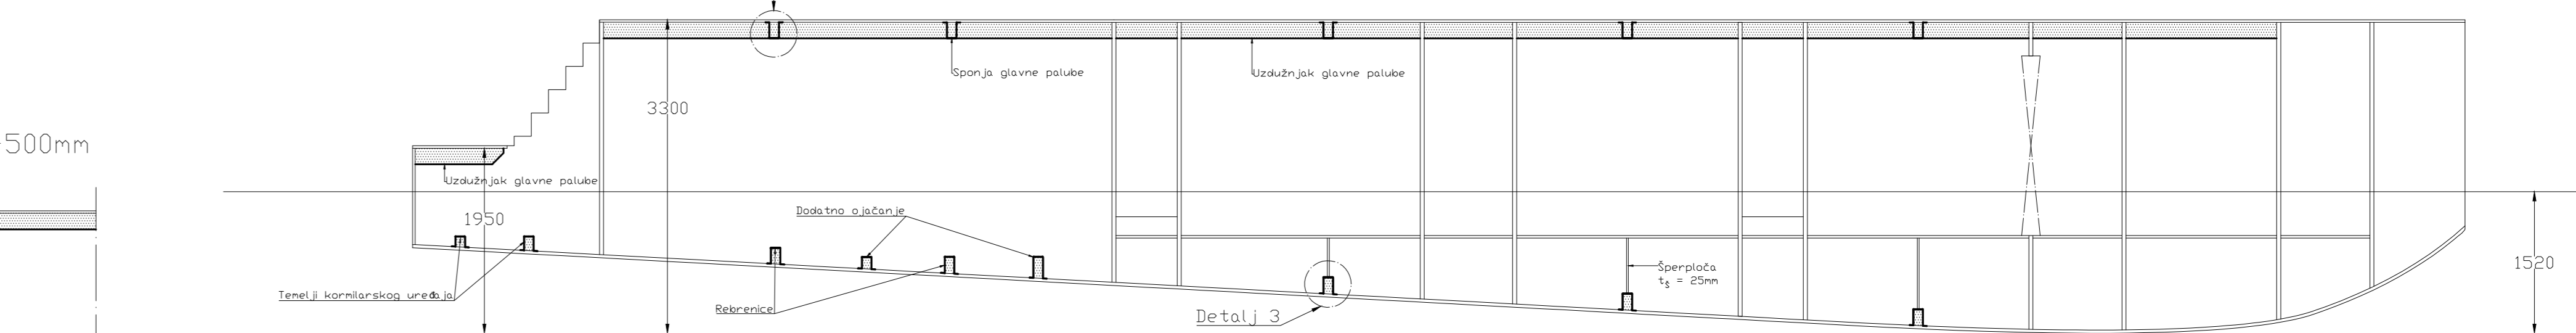 Sponja glavne palube
Uzdužnjak glavne palube
3300
500mm
Uzdužnjak glavne palube
1950
Dodatno ojačanje
Temelji kormilarskog uređaja
Rebrenice
Šperploča
tš = 25mm
1520
Detalj 3